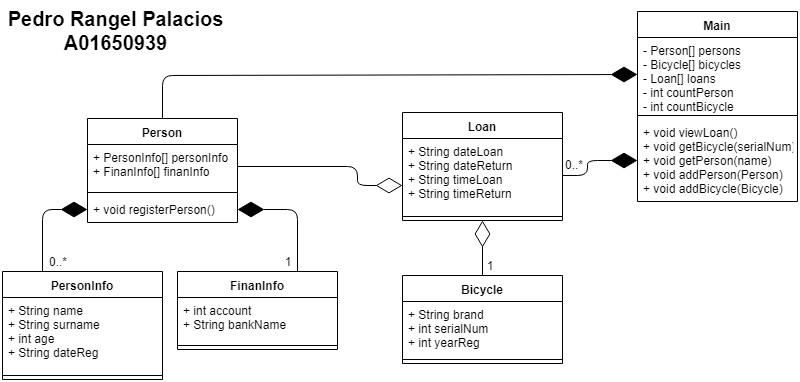 Pedro Rangel Palacios
A01650939
Main
- Person[] persons
- Bicycle[] bicycles
- Loan[] loans
- int countPerson
- int countBicycle
+ void viewLoan()
+ void getBicycle(serialNum)
+ void getPerson(name)
+ void addPerson(Person)
+ void addBicycle(Bicycle)
Person
+ PersonInfo[] personInfo
+ FinanInfo[] finanInfo
+ void registerPerson()
Loan
+ String dateLoan
+ String dateReturn
+ String timeLoan
+ String timeReturn
0..*
0..*
1
1
PersonInfo
+ String name
+ String surname
+ int age
+ String dateReg
FinanInfo
+ int account
+ String bankName
Bicycle
+ String brand
+ int serialNum
+ int yearReg